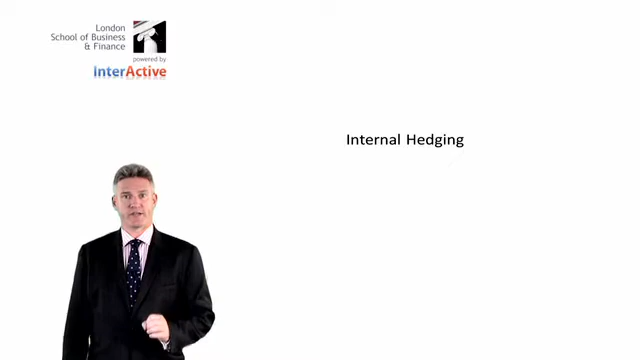 London
School of Business
& Finance
powered by
InterActive
Internal Hedging